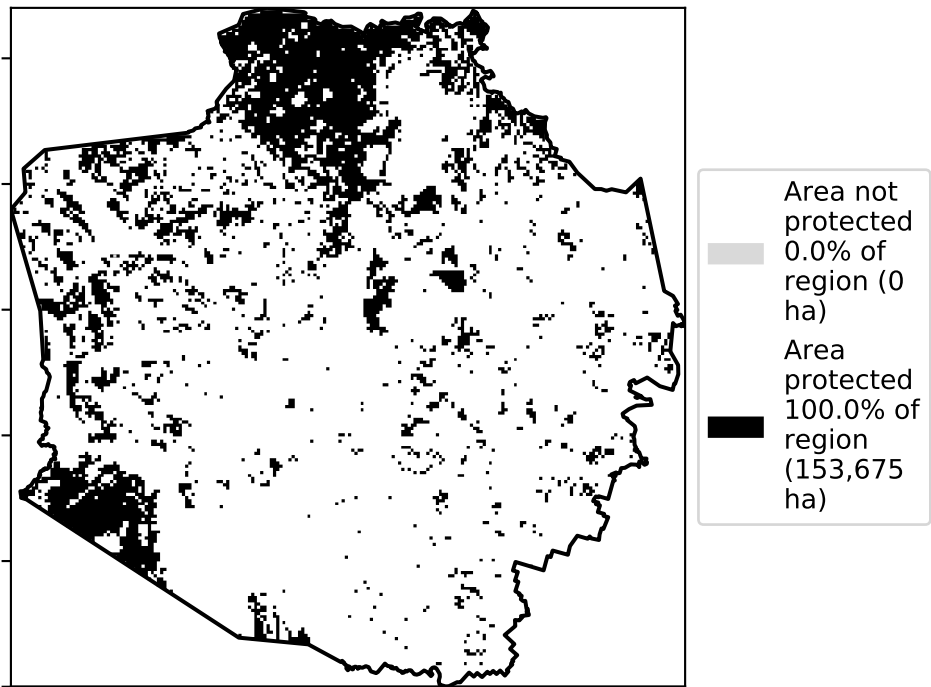 Area not
protected
0.0% of
region (0
ha)
Area
protected
100.0% of
region
(153,675
ha)